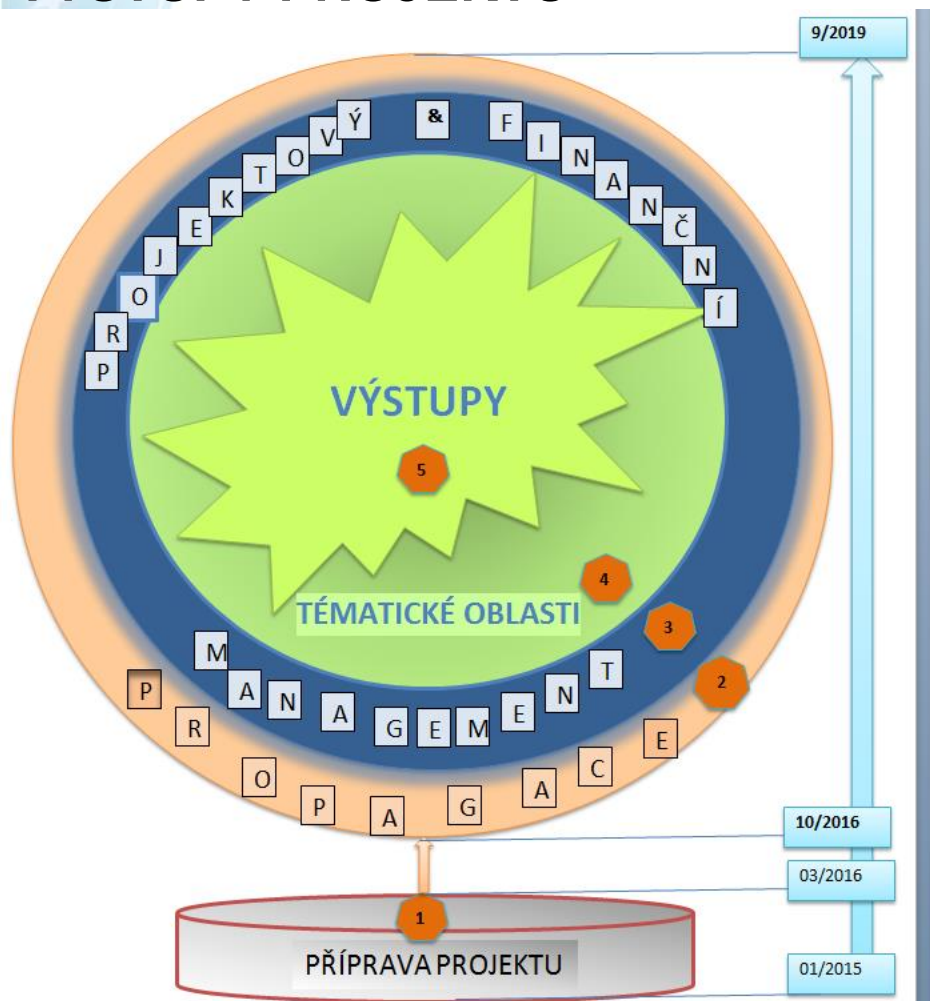 9/2019
PROJEKTOVÝ & FINANČNÍ
VÝSTUPY
5
4
TÉMATICKÉ OBLASTI
3
2
MANAGEMENT
PROPAGACE
10/2016
03/2016
1
PŘÍPRAVA PROJEKTU
01/2015